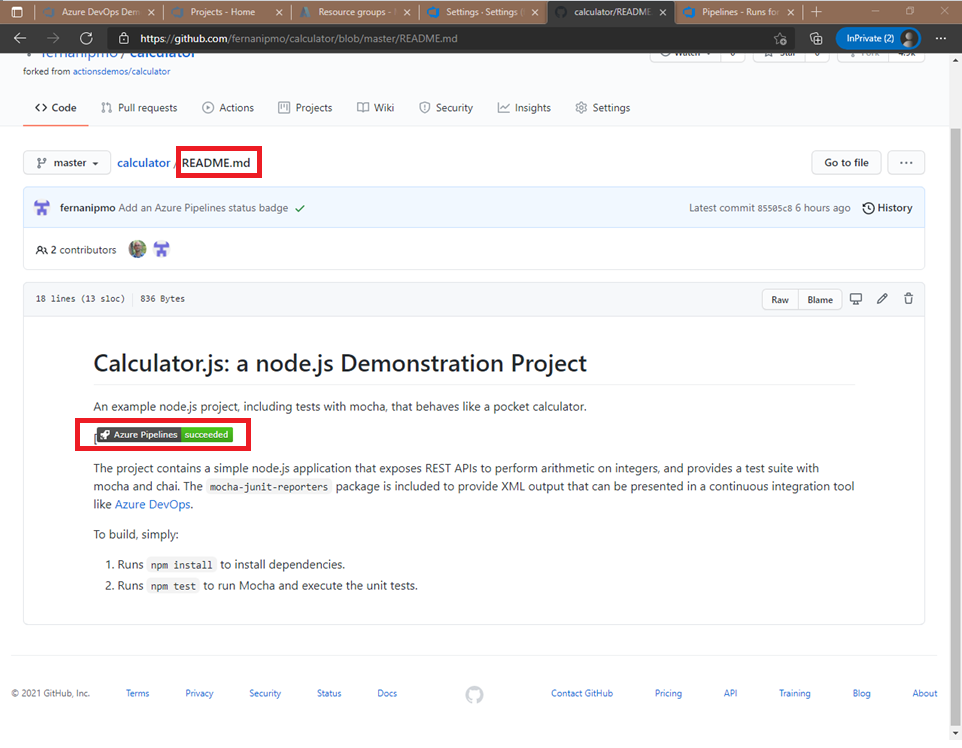 Azure DevOps Dem
Projects - Home
Resource groups -
Settings - Settings (
calculator/README.
Pipelines - Runs for
https://github.com/fernanipmo/calculator/blob/master/README.md
InPrivate (2)
fernanipmo / calculator
Watch
Star
Fork
4.5k
forked from actionsdemos/calculator
Code
Pull requests
Actions
Projects
Wiki
Security
Insights
Settings
master
calculator / README.md
Go to file
...
fernanipmo Add an Azure Pipelines status badge
Latest commit 85505c8 6 hours ago
History
2 contributors
18 lines (13 sloc) 836 Bytes
Raw
Blame
Calculator.js: a node.js Demonstration Project
An example node.js project, including tests with mocha, that behaves like a pocket calculator.
[ Azure Pipelines succeeded
The project contains a simple node.js application that exposes REST APIs to perform arithmetic on integers, and provides a test suite with
mocha and chai. The mocha-junit-reporters package is included to provide XML output that can be presented in a continuous integration tool
like Azure DevOps.
To build, simply:
1. Runs npm install to install dependencies.
2. Runs npm test to run Mocha and execute the unit tests.
© 2021 GitHub, Inc.
Terms
Privacy
Security
Status
Docs
Contact GitHub
Pricing
API
Training
Blog
About